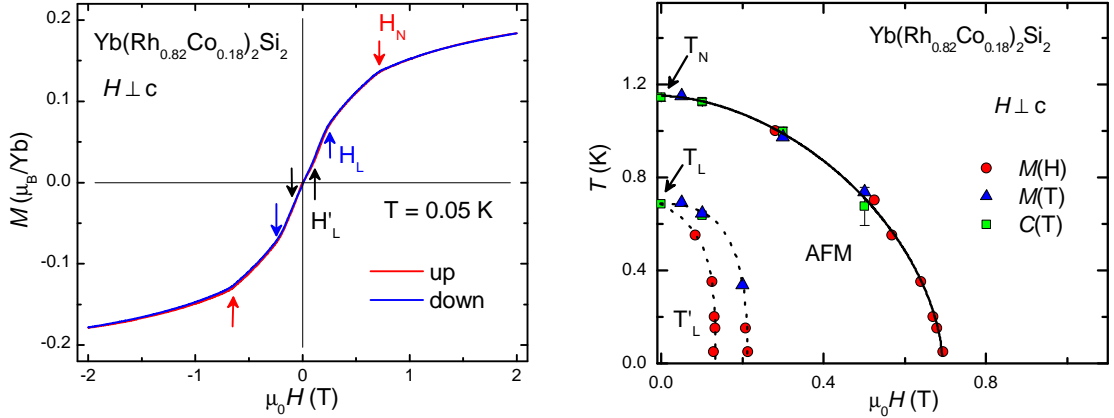 0.2
0.1
0.0
-0.1
-0.2
M (μB/Yb)
Yb(Rh0.82Co0.18)2Si2
H ⊥ c
HN
HL
H'L
T = 0.05 K
up
down
-2 -1 0 1 2
μ0H (T)
1.6
1.2
0.8
0.4
0.0
T (K)
Yb(Rh0.82Co0.18)2Si2
TN
H ⊥ c
TL
M(H)
M(T)
C(T)
AFM
T'L
0.0 0.4 0.8
μ0H (T)